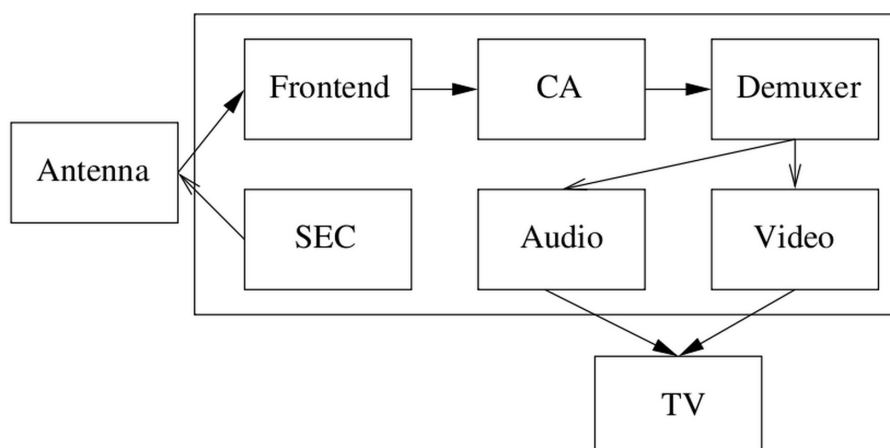 Frontend
CA
Demuxer
Antenna
SEC
Audio
Video
TV